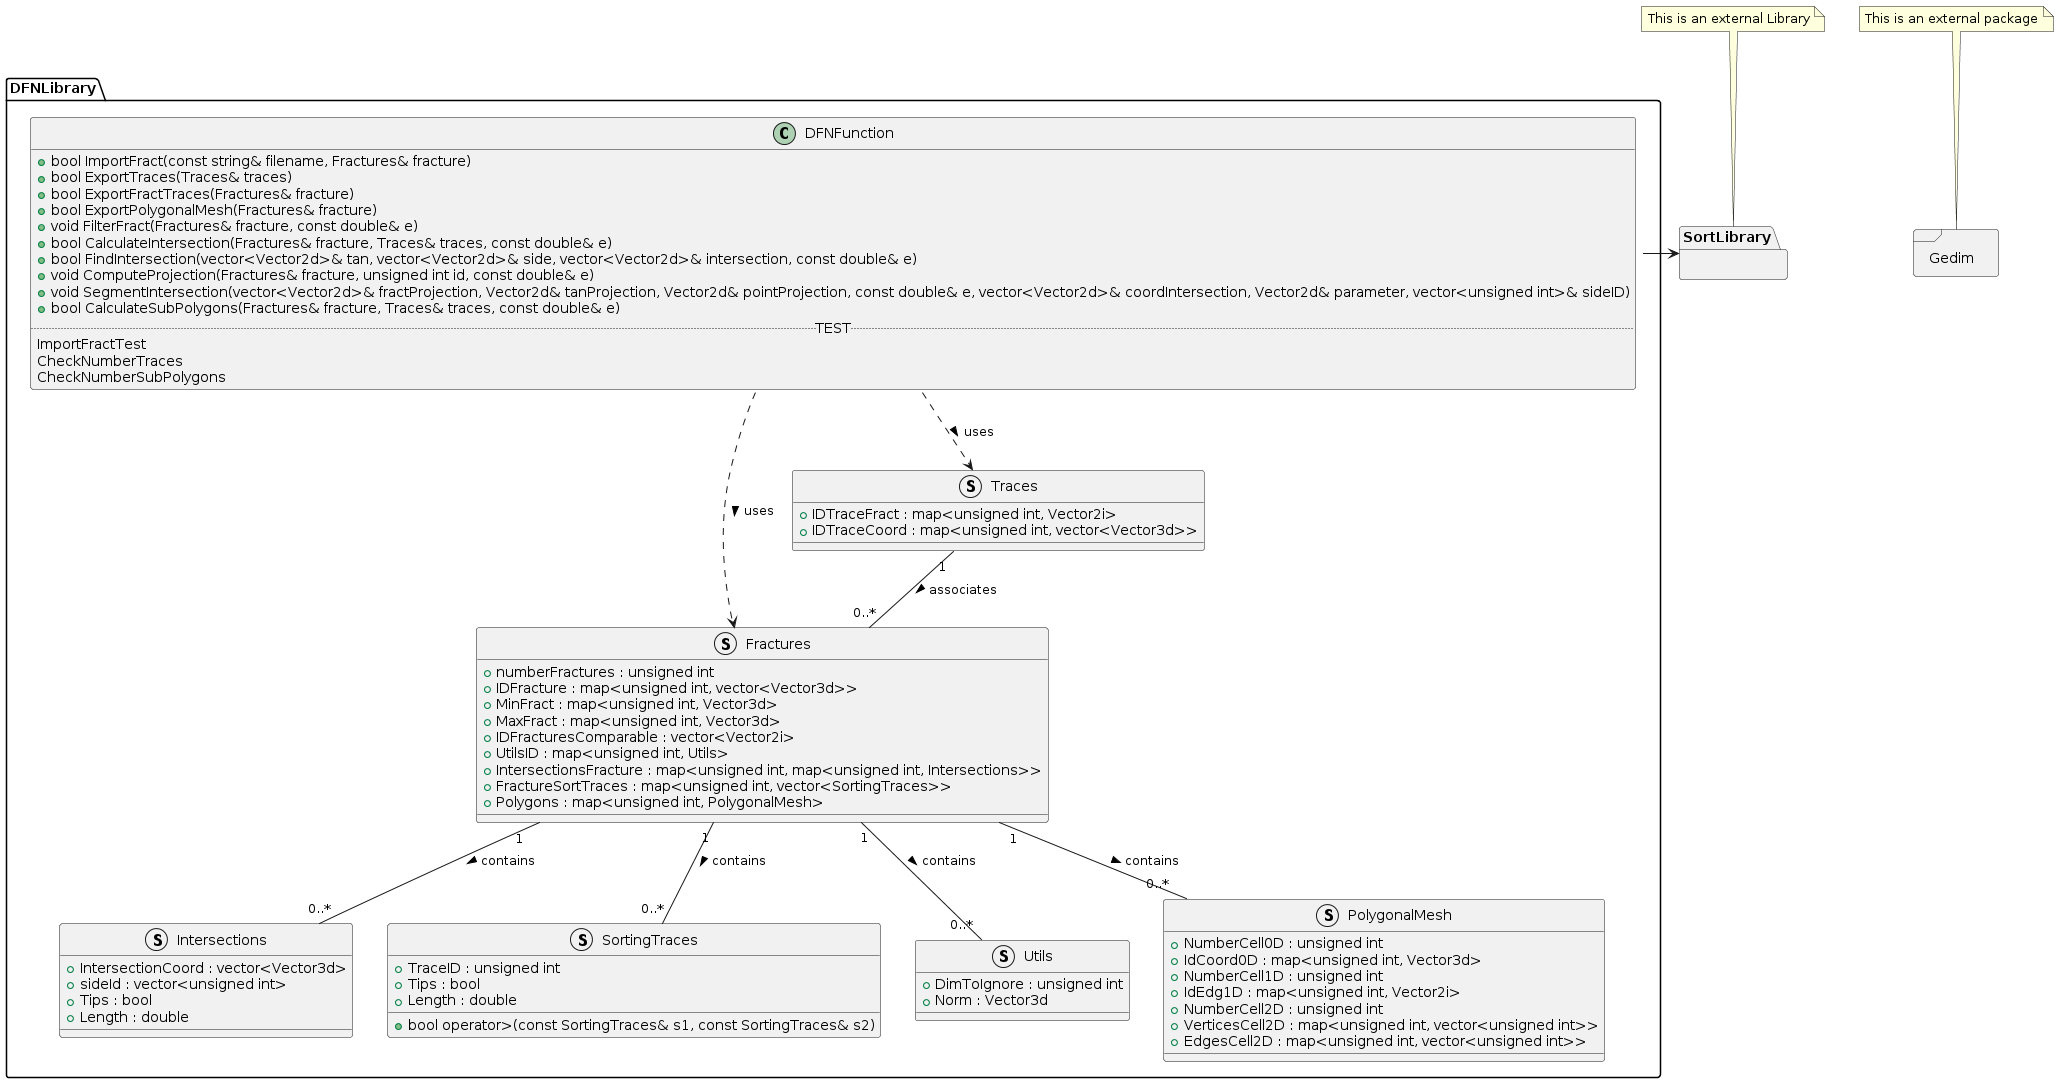 This is an external Library
This is an external package
DFNLibrary
C DFNFunction
bool ImportFract(const string& filename, Fractures& fracture)
bool ExportTraces(Traces& traces)
bool ExportFractTraces(Fractures& fracture)
bool ExportPolygonalMesh(Fractures& fracture)
void FilterFract(Fractures& fracture, const double& e)
bool CalculateIntersection(Fractures& fracture, Traces& traces, const double& e)
bool FindIntersection(vector<Vector2d>& tan, vector<Vector2d>& side, vector<Vector2d>& intersection, const double& e)
void ComputeProjection(Fractures& fracture, unsigned int id, const double& e)
void SegmentIntersection(vector<Vector2d>& fractProjection, Vector2d& tanProjection, Vector2d& pointProjection, const double& e, vector<Vector2d>& coordIntersection, Vector2d& parameter, vector<unsigned int>& sideID)
bool CalculateSubPolygons(Fractures& fracture, Traces& traces, const double& e)
TEST
ImportFractTest
CheckNumberTraces
CheckNumberSubPolygons
SortLibrary
Gedim
uses
uses
S Traces
IDTraceFract : map<unsigned int, Vector2i>
IDTraceCoord : map<unsigned int, vector<Vector3d>>
1
associates
0..*
S Fractures
numberFractures : unsigned int
IDFracture : map<unsigned int, vector<Vector3d>>
MinFract : map<unsigned int, Vector3d>
MaxFract : map<unsigned int, Vector3d>
IDFracturesComparable : vector<Vector2i>
UtilsID : map<unsigned int, Utils>
IntersectionsFracture : map<unsigned int, map<unsigned int, Intersections>>
FractureSortTraces : map<unsigned int, vector<SortingTraces>>
Polygons : map<unsigned int, PolygonalMesh>
1
1
1
1
contains
contains
contains
contains
0..*
0..*
0..*
0..*
S Intersections
IntersectionCoord : vector<Vector3d>
sideId : vector<unsigned int>
Tips : bool
Length : double
S SortingTraces
TraceID : unsigned int
Tips : bool
Length : double
bool operator>(const SortingTraces& s1, const SortingTraces& s2)
S Utils
DimToIgnore : unsigned int
Norm : Vector3d
S PolygonalMesh
NumberCell0D : unsigned int
IdCoord0D : map<unsigned int, Vector3d>
NumberCell1D : unsigned int
IdEdg1D : map<unsigned int, Vector2i>
NumberCell2D : unsigned int
VerticesCell2D : map<unsigned int, vector<unsigned int>>
EdgesCell2D : map<unsigned int, vector<unsigned int>>